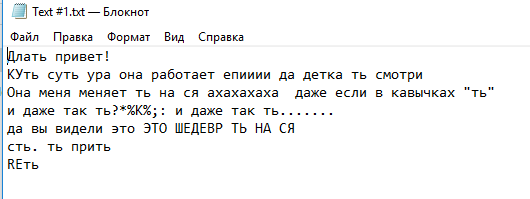 Text #1.txt — Блокнот
Файл Правка Формат Вид Справка
Длать привет!
КУть суть ура она работает епииии да детка ть смотри
Она меня меняет ть на ся ахахахаха  даже если в кавычках "ть"
и даже так ть?*%К%;: и даже так ть.......
да вы видели это ЭТО ШЕДЕВР ТЬ НА СЯ
сть. ть прить
REть